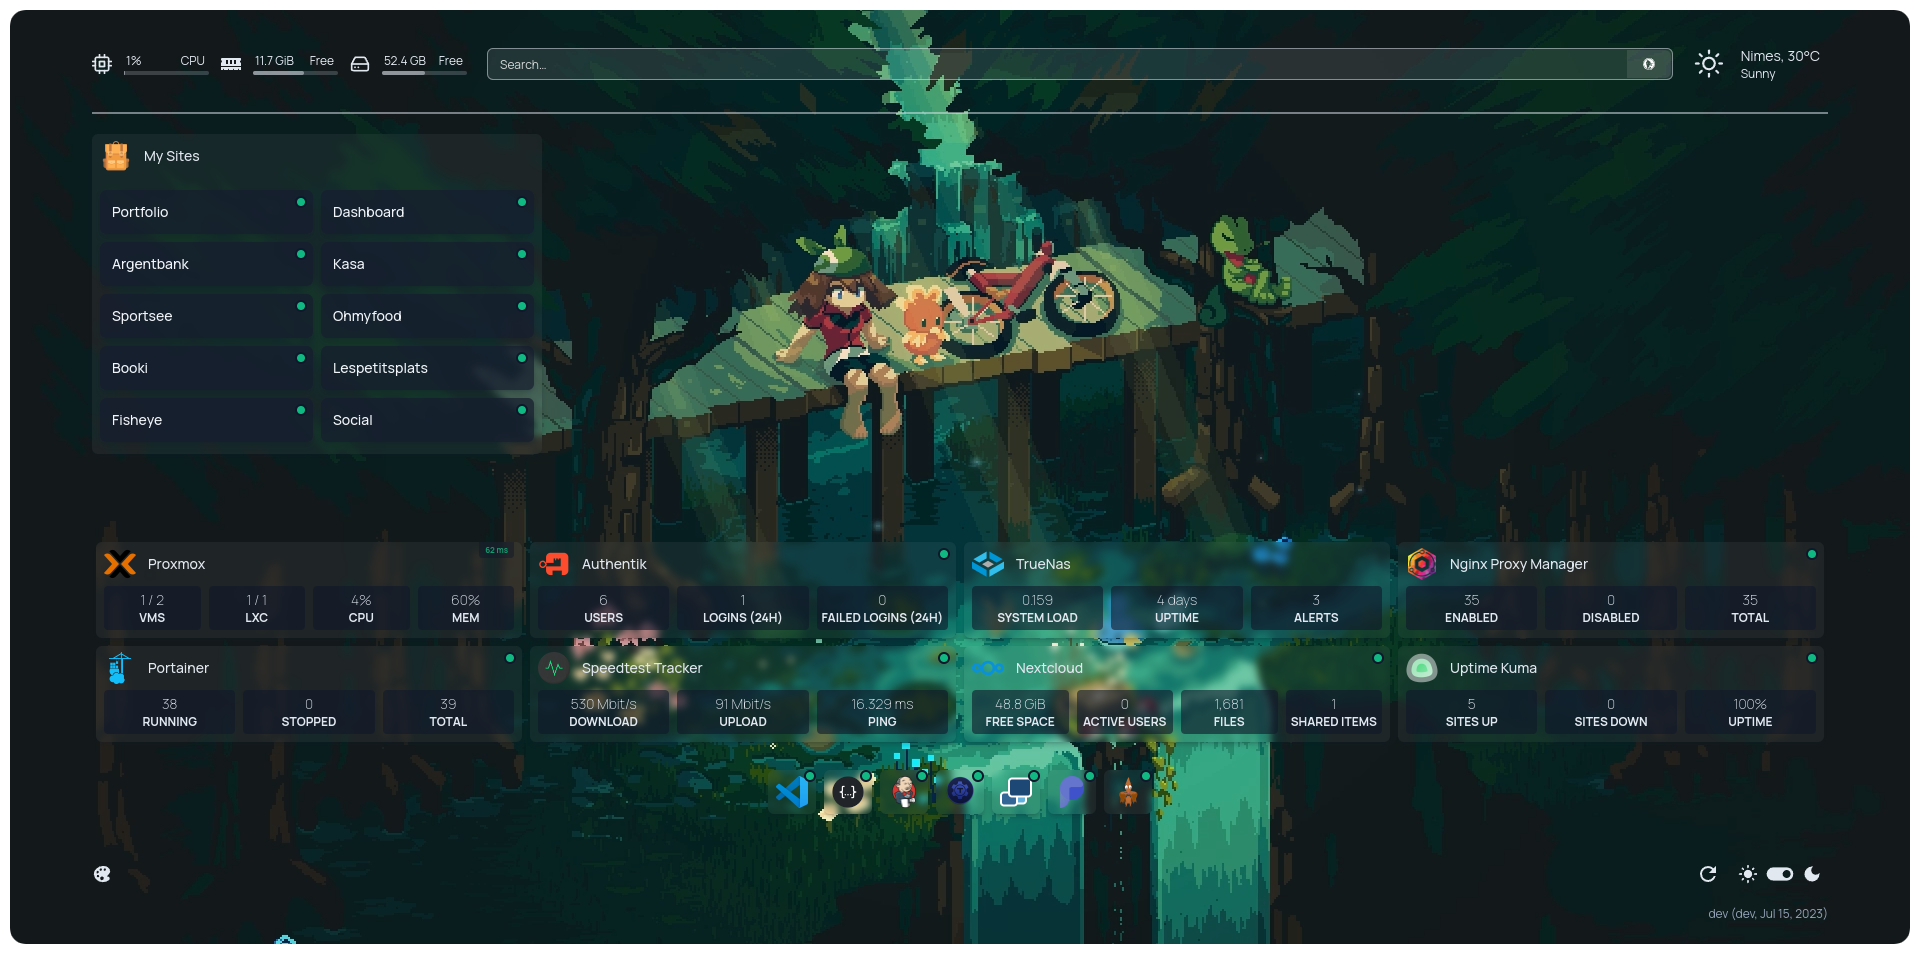 1% CPU
11.7 GiB Free
52.4 GB Free
Search...
Nimes, 30°C
Sunny
My Sites
Portfolio
Dashboard
Argentbank
Kasa
Sportsee
Ohmyfood
Booki
Lespetitsplats
Fisheye
Social
Proxmox
62 ms
1 / 2
VMS
1 / 1
LXC
4%
CPU
60%
MEM
Authentik
6
USERS
1
LOGINS (24H)
0
FAILED LOGINS (24H)
TrueNas
0.159
SYSTEM LOAD
4 days
UPTIME
3
ALERTS
Nginx Proxy Manager
35
ENABLED
0
DISABLED
35
TOTAL
Portainer
38
RUNNING
0
STOPPED
39
TOTAL
Speedtest Tracker
530 Mbit/s
DOWNLOAD
91 Mbit/s
UPLOAD
16.329 ms
PING
Nextcloud
48.8 GiB
FREE SPACE
0
ACTIVE USERS
1,681
FILES
1
SHARED ITEMS
Uptime Kuma
5
SITES UP
0
SITES DOWN
100%
UPTIME
{...}
dev (dev, Jul 15, 2023)